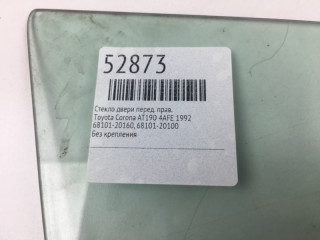 52873
Стекло двери перед. прав.
Toyota Corona AT190 4AFE 1992
68101-20160, 68101-20100
Без крепления